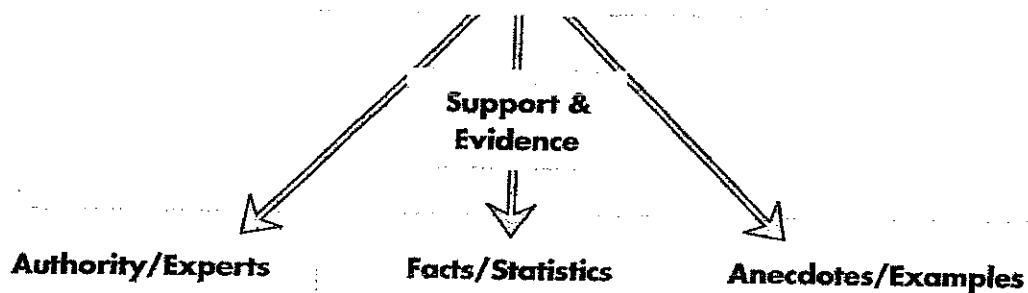 Support &
Evidence
Authority/Experts
Facts/Statistics
Anecdotes/Examples